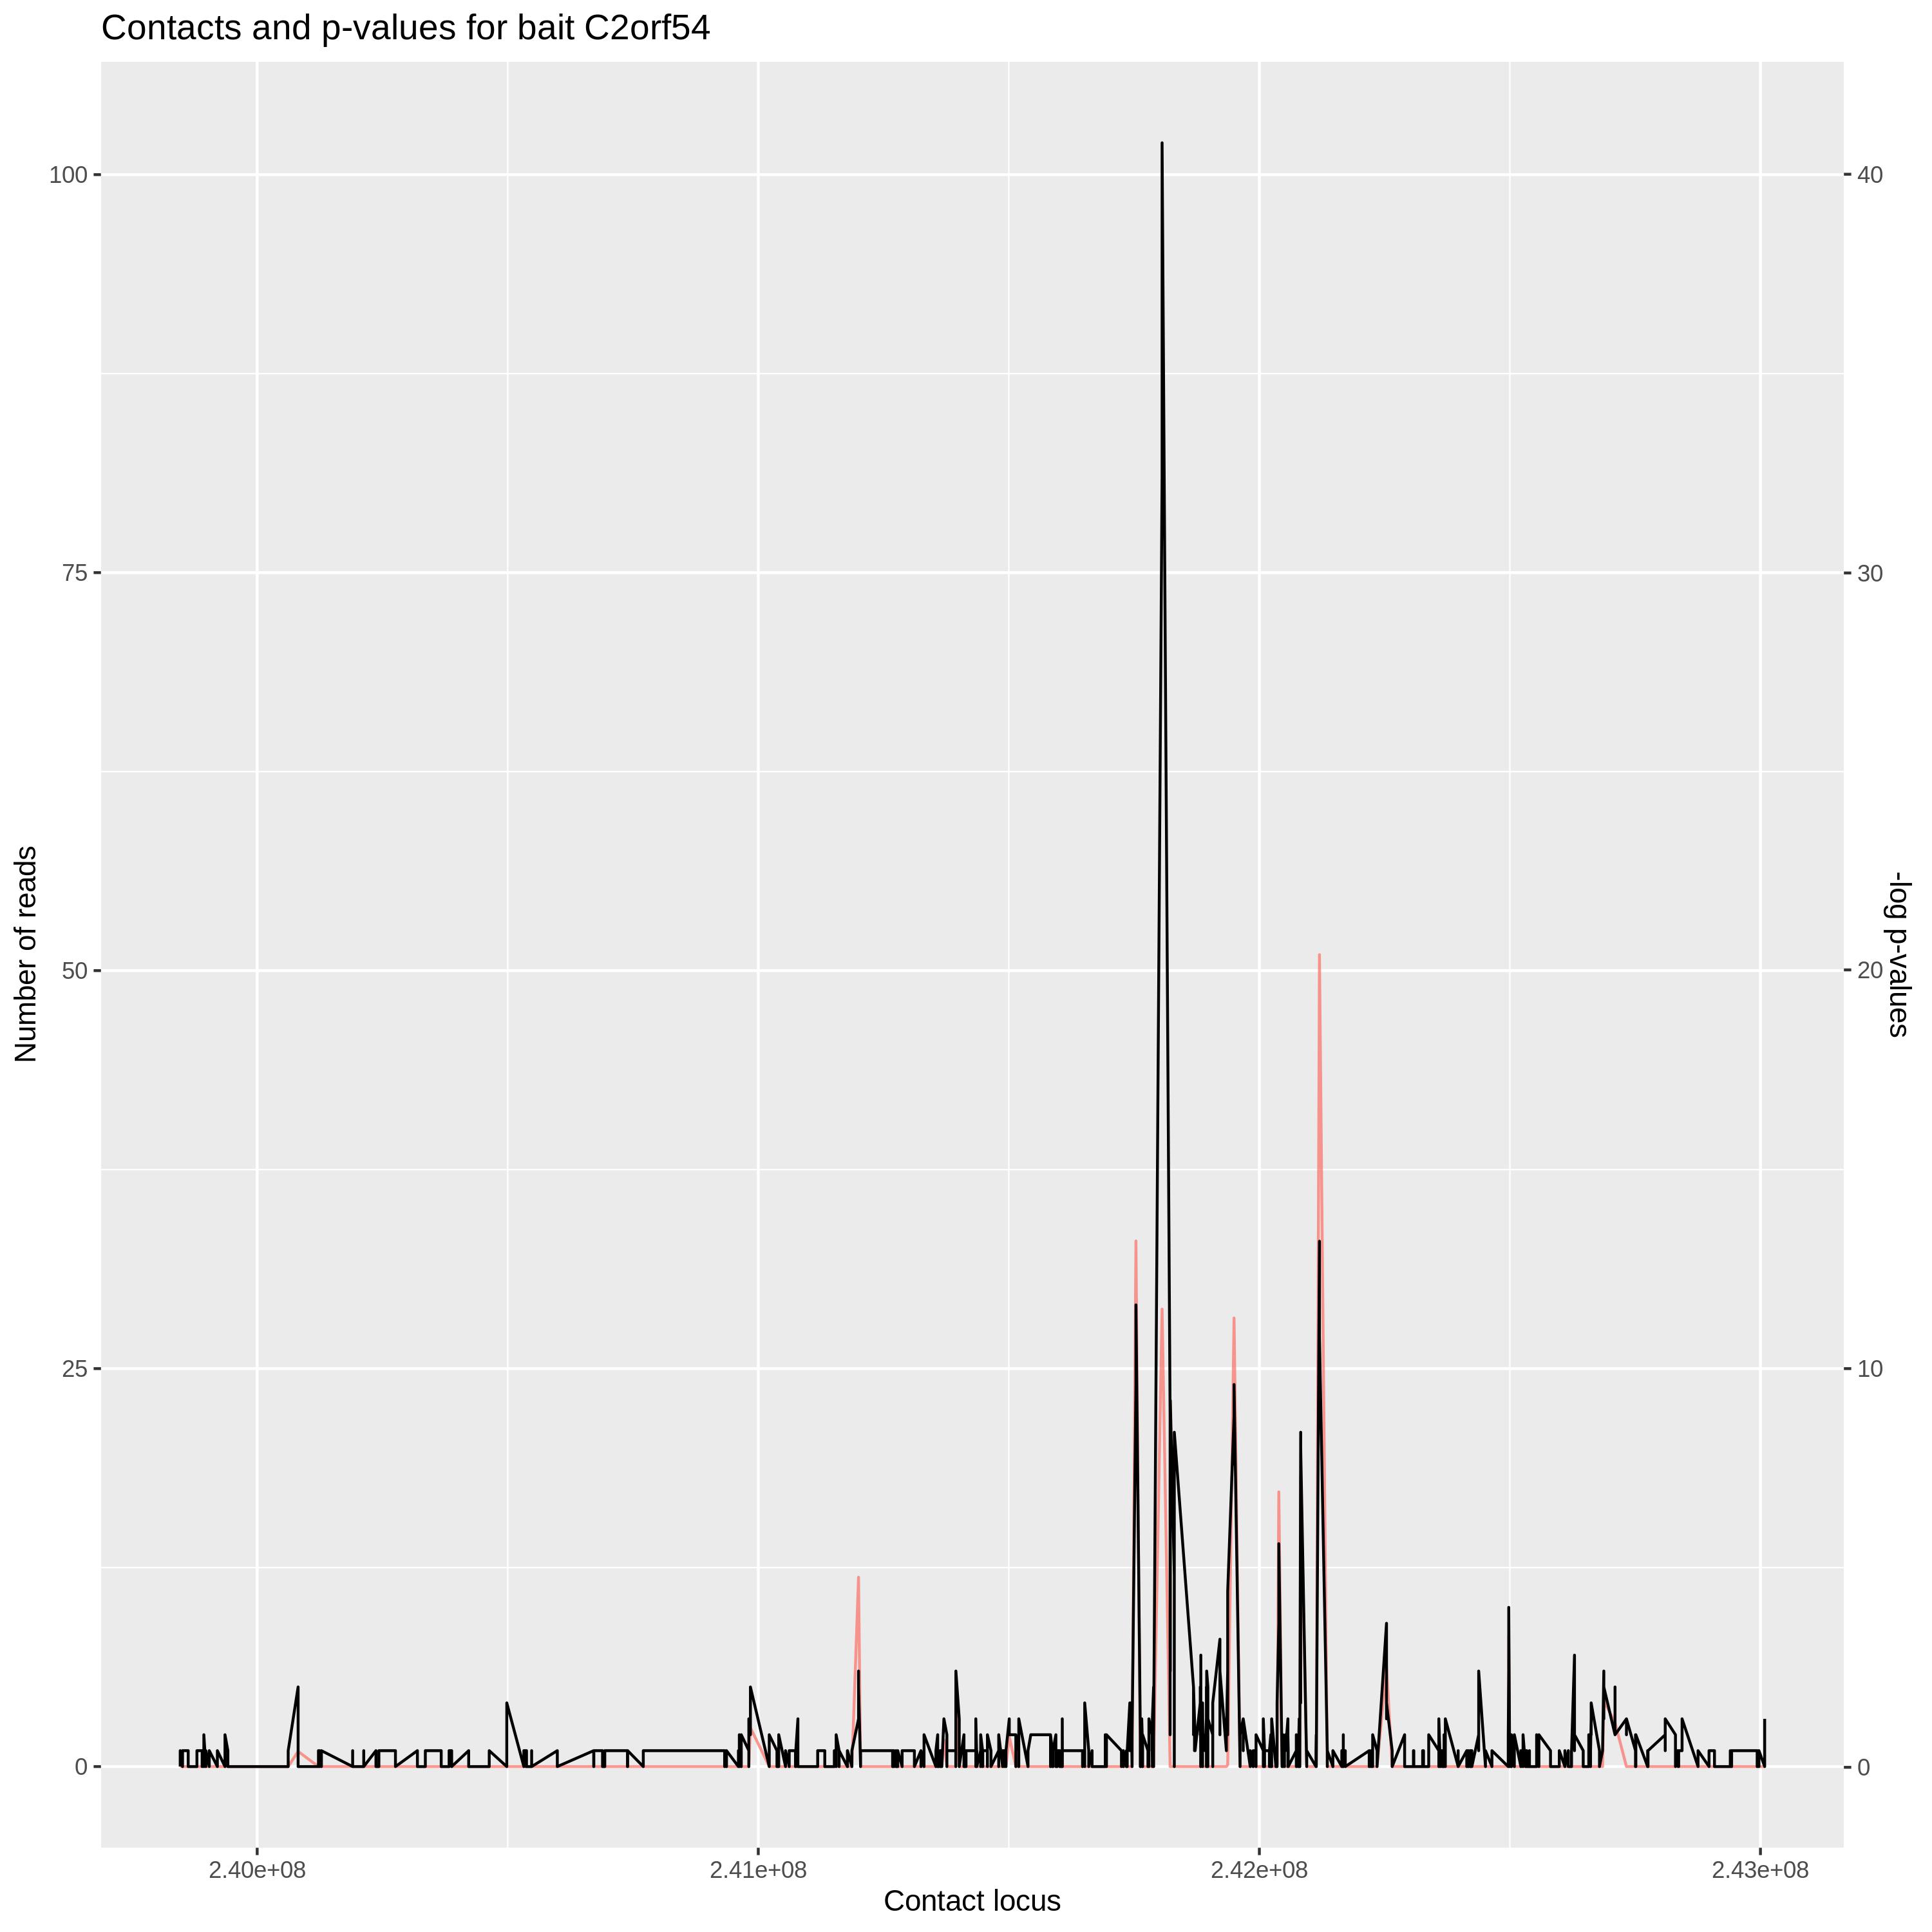 Contacts and p-values for bait C2orf54
100
75
50
25
0
Number of reads
40
30
20
10
0
-log p-values
2.40e+08 2.41e+08 2.42e+08 2.43e+08
Contact locus